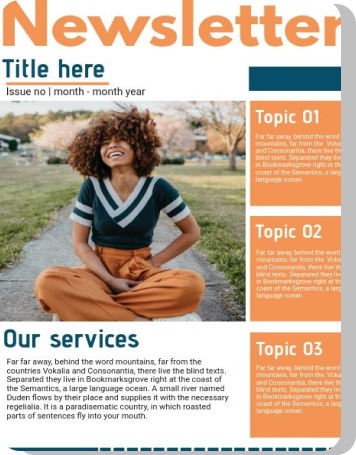 Newsletter
Title here
Issue no | month - month year
Topic 01
Far far away, behind the word
mountains, far from the
and Consonantia, there live the
blind texts. Separated they live
in Bookmarksgrove right at the
coast of the Semantics, a
language ocean.
Topic 02
Far far away, behind the word
mountains, far from the
and Consonantia, there live the
blind texts. Separated they live
in Bookmarksgrove right at the
coast of the Semantics, a
language ocean.
Our services
Far far away, behind the word mountains, far from the
countries Vokalia and Consonantia, there live the blind texts.
Separated they live in Bookmarksgrove right at the coast of
the Semantics, a large language ocean. A small river named
Duden flows by their place and supplies it with the necessary
regelialia. It is a paradisematic country, in which roasted
parts of sentences fly into your mouth.
Topic 03
Far far away, behind the word
mountains, far from the
and Consonantia, there live the
blind texts. Separated they live
in Bookmarksgrove right at the
coast of the Semantics, a
language ocean.